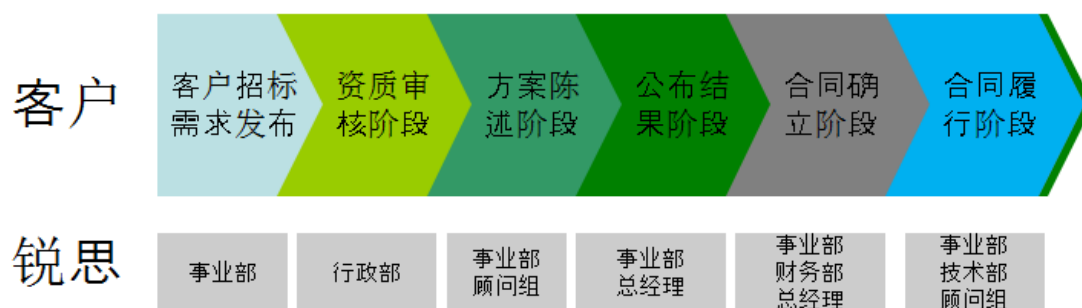 客户
客户招标
需求发布
资质审
核阶段
方案陈
述阶段
公布结
果阶段
合同确
立阶段
合同履
行阶段
锐思
事业部
行政部
事业部
顾问组
事业部
总经理
事业部
财务部
总经理
事业部
技术部
顾问组